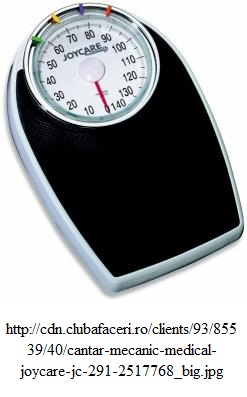 70 80
60 90
50 100
JOYCARE
40 110
30 120
20 130
10 0 140
http://cdn.clubafaceri.ro/clients/93/855
39/40/cantar-mecanic-medical-
joycare-jc-291-2517768_big.jpg